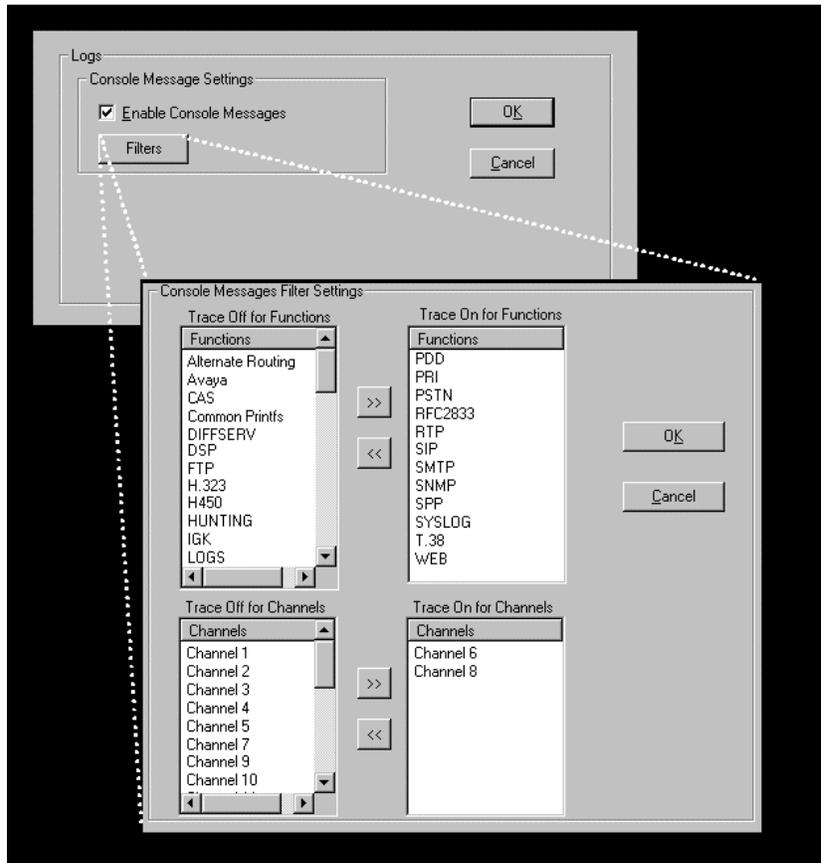 Logs
Console Message Settings
Enable Console Messages
OK
Filters
Cancel
Console Messages Filter Settings
Trace Off for Functions
Functions
Alternate Routing
Avaya
CAS
Common Printfs
DIFFSERV
DSP
FTP
H.323
H450
HUNTING
IGK
LOGS
>>
<<
Trace On for Functions
Functions
PDD
PRI
PSTN
RFC2833
RTP
SIP
SMTP
SNMP
SPP
SYSLOG
T.38
WEB
OK
Cancel
Trace Off for Channels
Channels
Channel 1
Channel 2
Channel 3
Channel 4
Channel 5
Channel 7
Channel 9
Channel 10
>>
<<
Trace On for Channels
Channels
Channel 6
Channel 8